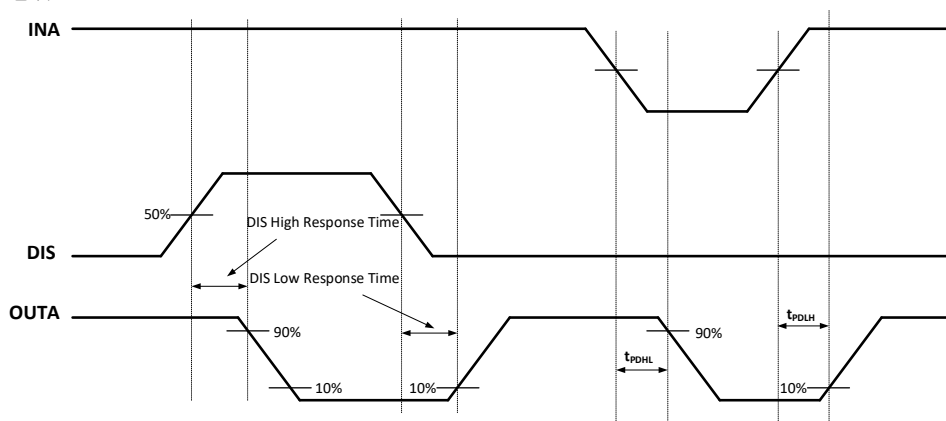 INA
50%
DIS High Response Time
DIS
DIS Low Response Time
OUTA
90%
90%
tPDHL
tPDLH
10%
10%
10%